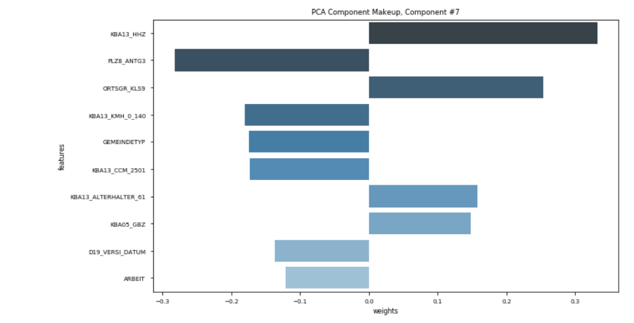 PCA Component Makeup, Component #7
KBA13_HHZ
PLZ8_ANTG3
ORTSGR_KLS9
KBA13_KMH_0_140
GEMEINDETYP
KBA13_CCM_2501
KBA13_ALTERHALTER_61
KBA05_GBZ
D19_VERSI_DATUM
ARBEIT
features
−0.3 −0.2 −0.1 0.0 0.1 0.2 0.3
weights